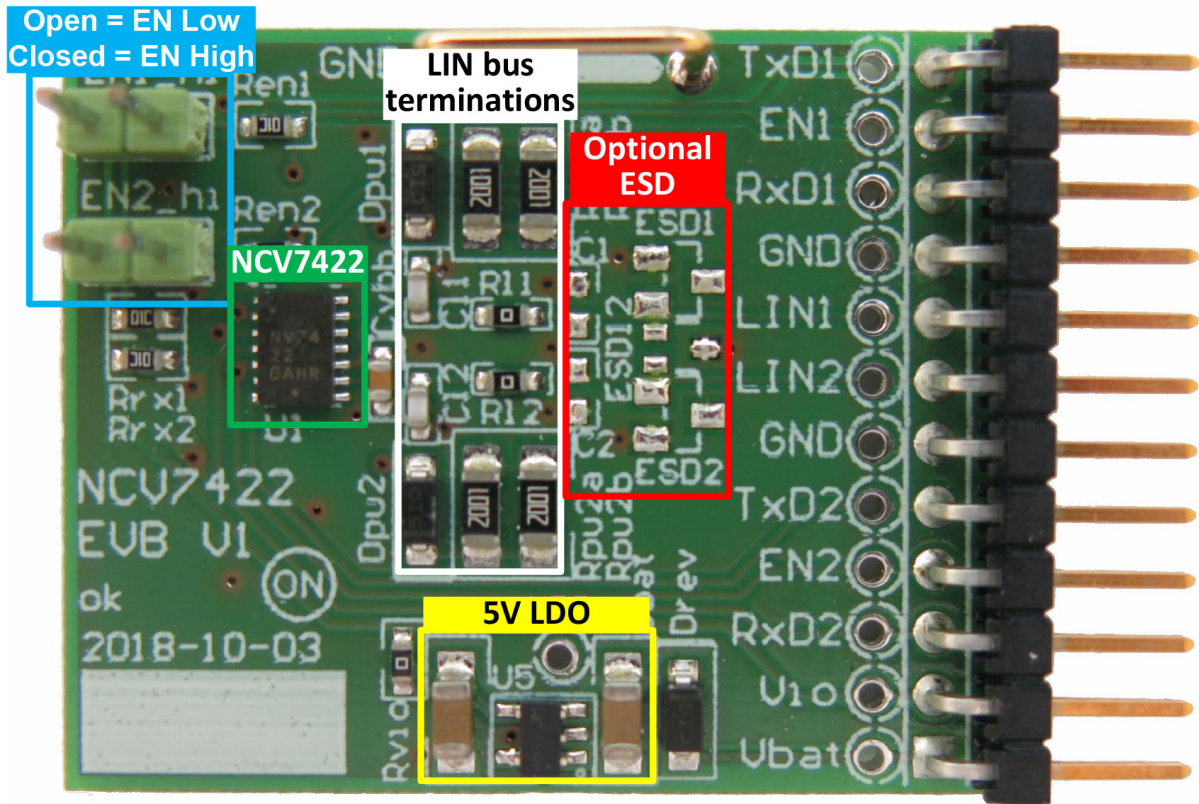 Open = EN Low
Closed = EN High
GND
Ren1
LIN bus
terminations
TxD1
EN1
Optional
ESD
RxD1
EN2_hi
Ren2
Dpu1
2001
2001
ESD1
GND
NCV7422
Cvbb
C1
LIN1
R11
ESD12
NV74
22
GAHR
LIN2
R12
Rrx1
Rrx2
U1
C2
GND
ESD2
NCV7422
EVB V1
Dpu2
2001
2001
Rpu2a
Rpu2b
TxD2
ON
EN2
ok
5V LDO
Drev
RxD2
2018-10-03
U5
Vio
Rvio
Vbat